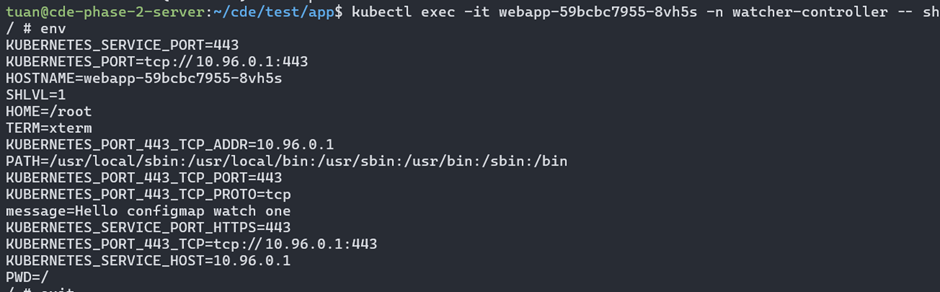 tuan@cde-phase-2-server:~/cde/test/app$ kubectl exec -it webapp-59bcbc7955-8vh5s -n watcher-controller -- sh
/ # env
KUBERNETES_SERVICE_PORT=443
KUBERNETES_PORT=tcp://10.96.0.1:443
HOSTNAME=webapp-59bcbc7955-8vh5s
SHLVL=1
HOME=/root
TERM=xterm
KUBERNETES_PORT_443_TCP_ADDR=10.96.0.1
PATH=/usr/local/sbin:/usr/local/bin:/usr/sbin:/usr/bin:/sbin:/bin
KUBERNETES_PORT_443_TCP_PORT=443
KUBERNETES_PORT_443_TCP_PROTO=tcp
message=Hello configmap watch one
KUBERNETES_SERVICE_PORT_HTTPS=443
KUBERNETES_PORT_443_TCP=tcp://10.96.0.1:443
KUBERNETES_SERVICE_HOST=10.96.0.1
PWD=/